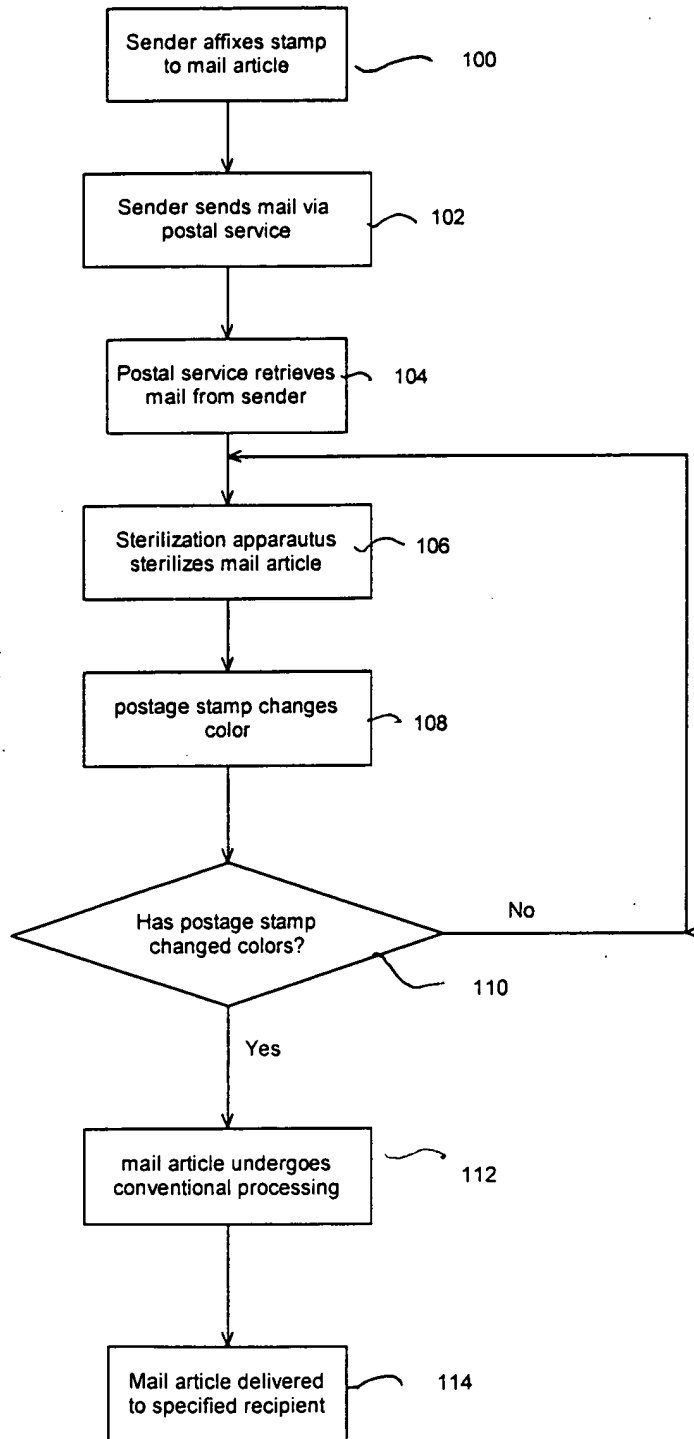 Sender affixes stamp
to mail article
100
Sender sends mail via
postal service
102
Postal service retrieves
mail from sender
104
Sterilization apparautus
sterilizes mail article
106
postage stamp changes
color
108
Has postage stamp
changed colors?
No
110
Yes
mail article undergoes
conventional processing
112
Mail article delivered
to specified recipient
114